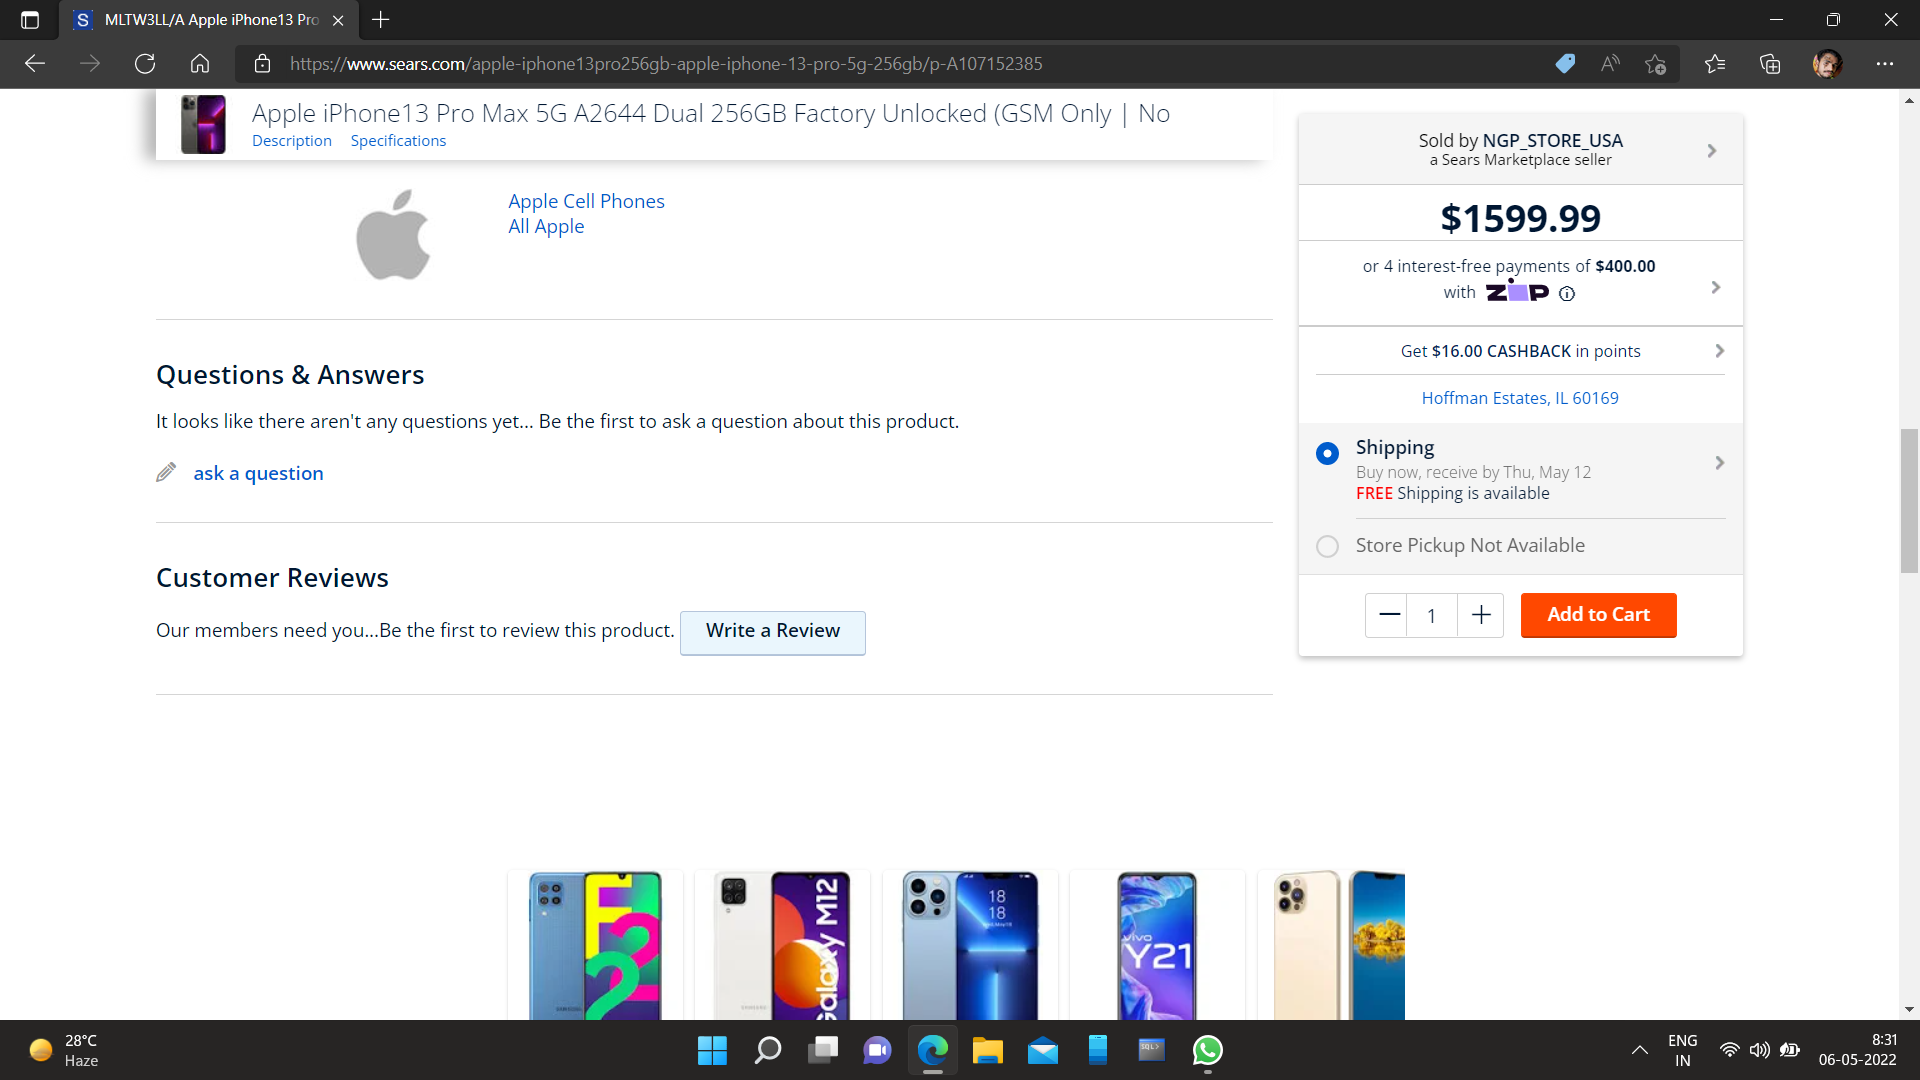 MLTW3LL/A Apple iPhone13 Pro
https://www.sears.com/apple-iphone13pro256gb-apple-iphone-13-pro-5g-256gb/p-A107152385
Apple iPhone13 Pro Max 5G A2644 Dual 256GB Factory Unlocked (GSM Only | No
Description Specifications
Apple Cell Phones
All Apple
Questions & Answers
It looks like there aren't any questions yet... Be the first to ask a question about this product.
ask a question
Customer Reviews
Our members need you...Be the first to review this product. Write a Review
Sold by NGP_STORE_USA
a Sears Marketplace seller
$1599.99
or 4 interest-free payments of $400.00
with ZIP
Get $16.00 CASHBACK in points
Hoffman Estates, IL 60169
Shipping
Buy now, receive by Thu, May 12
FREE Shipping is available
Store Pickup Not Available
1
Add to Cart
F22
SAMSUNG
Galaxy M12
SAMSUNG
18
18
vivo
Y21
28°C
Haze
SQL>
ENG
IN
8:31
06-05-2022